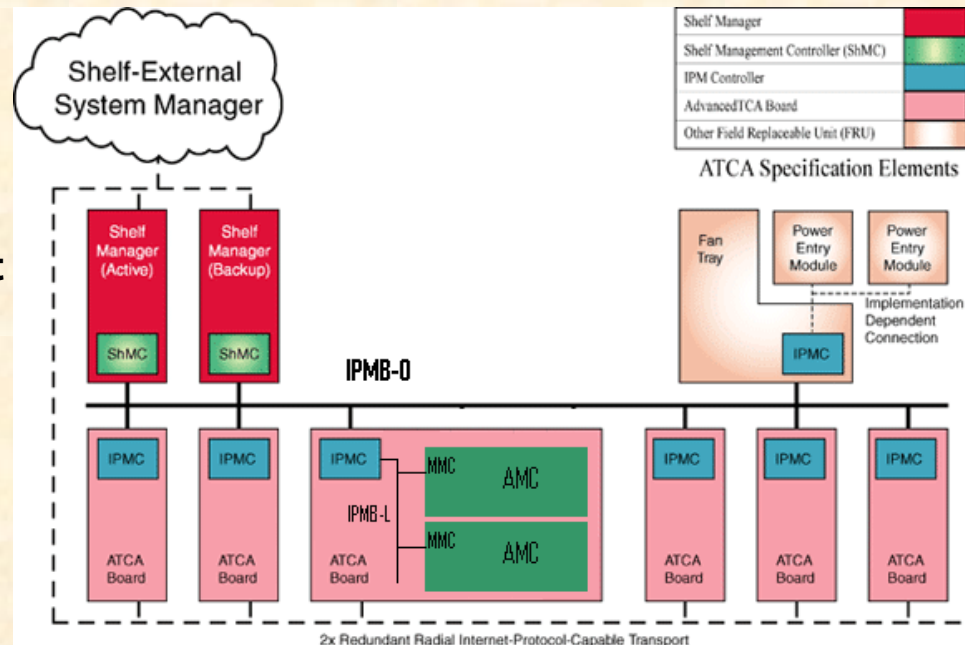 Shelf-External
System Manager
Shelf Manager
Shelf Management Controller (ShMC)
IPM Controller
AdvancedTCA Board
Other Field Replaceable Unit (FRU)
ATCA Specification Elements
Shelf
Manager
(Active)
ShMC
Shelf
Manager
(Backup)
ShMC
Fan
Tray
Power
Entry
Module
Power
Entry
Module
Implementation
Dependent
Connection
IPMC
t
IPMB-0
IPMC
ATCA
Board
IPMC
ATCA
Board
IPMC
IPMB-L
ATCA
Board
MMC
AMC
MMC
AMC
IPMC
ATCA
Board
IPMC
ATCA
Board
IPMC
ATCA
Board
2x Redundant Radial Internet-Protocol-Capable Transport